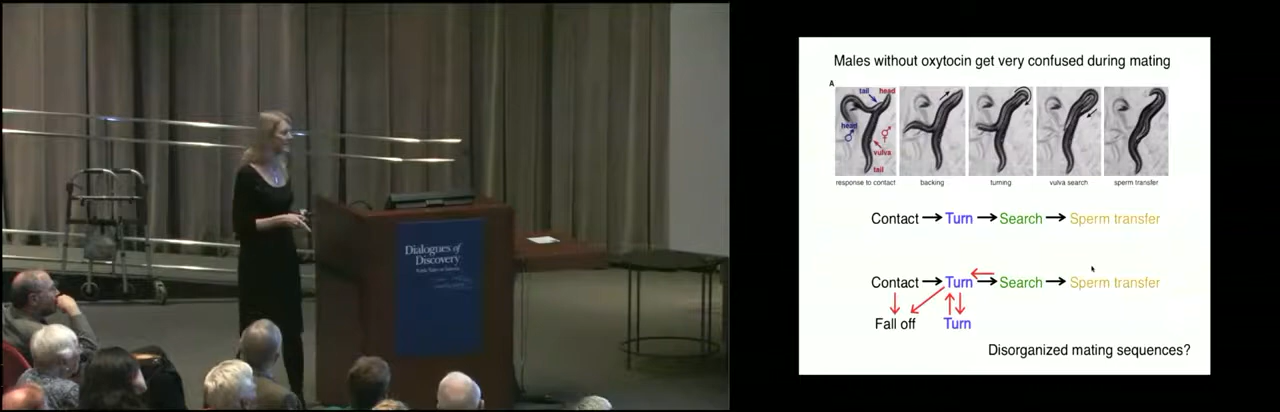 Dialogues of
Discovery
Males without oxytocin get very confused during mating
A
tail
head
head
♂
⚥
vulva
tail
response to contact
backing
turning
vulva search
sperm transfer
Contact → Turn → Search → Sperm transfer
Contact → Turn → Search → Sperm transfer
Fall off
Turn
Disorganized mating sequences?